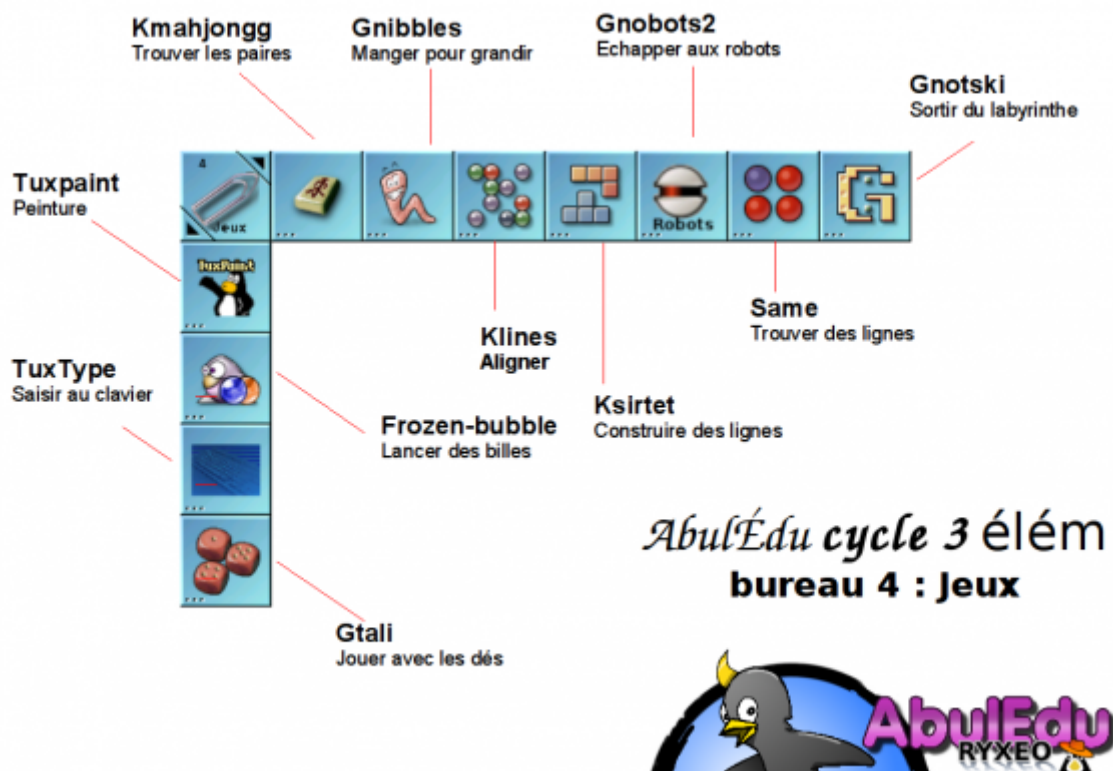 Kmahjongg
Trouver les paires
Gnibbles
Manger pour grandir
Gnobots2
Echapper aux robots
Gnotski
Sortir du labyrinthe
Tuxpaint
Peinture
4
Jeux
Robots
TuxPaint
Klines
Aligner
Same
Trouver des lignes
TuxType
Saisir au clavier
Ksirtet
Construire des lignes
Frozen-bubble
Lancer des billes
Gtali
Jouer avec les dés
AbulÉdu cycle 3 élém
bureau 4 : Jeux
AbulEdu
RYXEO